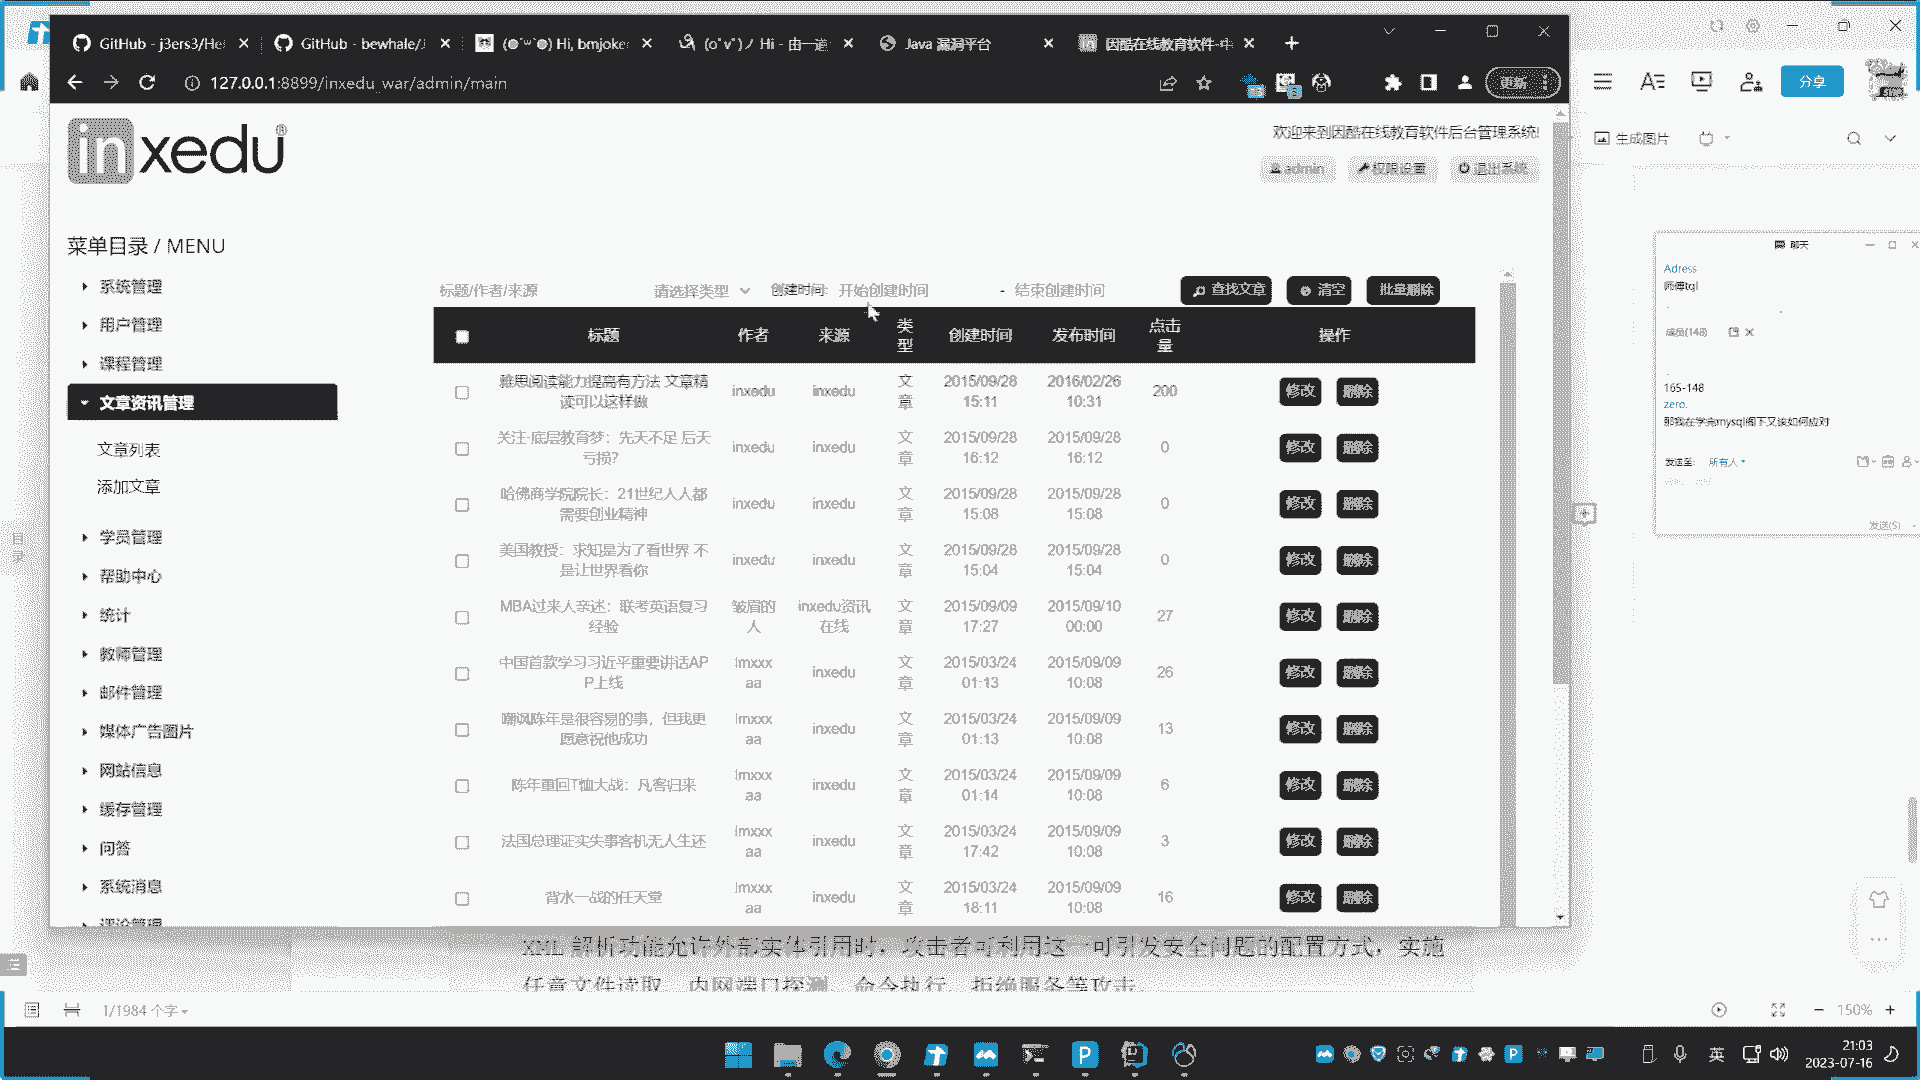 GitHub - j3ers3/He
GitHub - bewhale/J
(●'ᵕ'●) Hi, bmjoke
(o゚v゚)ノ Hi - 由一道
Java 漏洞平台
因酷在线教育软件-中
127.0.0.1:8899/inxedu_war/admin/main
更新
分享
生成图片
inxedu®
欢迎来到因酷在线教育软件后台管理系统!
admin 权限设置 退出系统
菜单目录 / MENU
系统管理
用户管理
课程管理
文章资讯管理
文章列表
添加文章
学员管理
帮助中心
统计
教师管理
邮件管理
媒体广告图片
网站信息
缓存管理
问答
系统消息
评论管理
标题/作者/来源 请选择类型 创建时间: 开始创建时间 - 结束创建时间 查找文章 清空 批量删除
标题 作者 来源 类型 创建时间 发布时间 点击量 操作
雅思阅读能力提高有方法 文章精读可以这样做 inxedu inxedu 文章 2015/09/28 15:11 2016/02/26 10:31 200 修改 删除
关注-底层教育梦：先天不足 后天亏损? inxedu inxedu 文章 2015/09/28 16:12 2015/09/28 16:12 0 修改 删除
哈佛商学院院长：21世纪人人都需要创业精神 inxedu inxedu 文章 2015/09/28 15:08 2015/09/28 15:08 0 修改 删除
美国教授：求知是为了看世界 不是让世界看你 inxedu inxedu 文章 2015/09/28 15:04 2015/09/28 15:04 0 修改 删除
MBA过来人亲述：联考英语复习经验 皱眉的人 inxedu资讯在线 文章 2015/09/09 17:27 2015/09/10 00:00 27 修改 删除
中国首款学习习近平重要讲话APP上线 lmxxxaa inxedu 文章 2015/03/24 01:13 2015/09/09 10:08 26 修改 删除
嘲讽陈年是很容易的事，但我更愿意祝他成功 lmxxxaa inxedu 文章 2015/03/24 01:13 2015/09/09 10:08 13 修改 删除
陈年重回T恤大战：凡客归来 lmxxxaa inxedu 文章 2015/03/24 01:14 2015/09/09 10:08 6 修改 删除
法国总理证实失事客机无人生还 lmxxxaa inxedu 文章 2015/03/24 17:42 2015/09/09 10:08 3 修改 删除
背水一战的任天堂 lmxxxaa inxedu 文章 2015/03/24 18:11 2015/09/09 10:08 16 修改 删除
聊天
Adress
师傅tql
成员(148)
165-148
zero.
那我在学完mysql阁下又该如何应对
发送至: 所有人
发送(S)
目录
XML 解析功能允许外部实体引用时，攻击者可利用这一可引发安全问题的配置方式，实施
任意文件读取、内网端口探测、命令执行、拒绝服务等攻击。
1/1984 个字
150%
英
21:03
2023-07-16